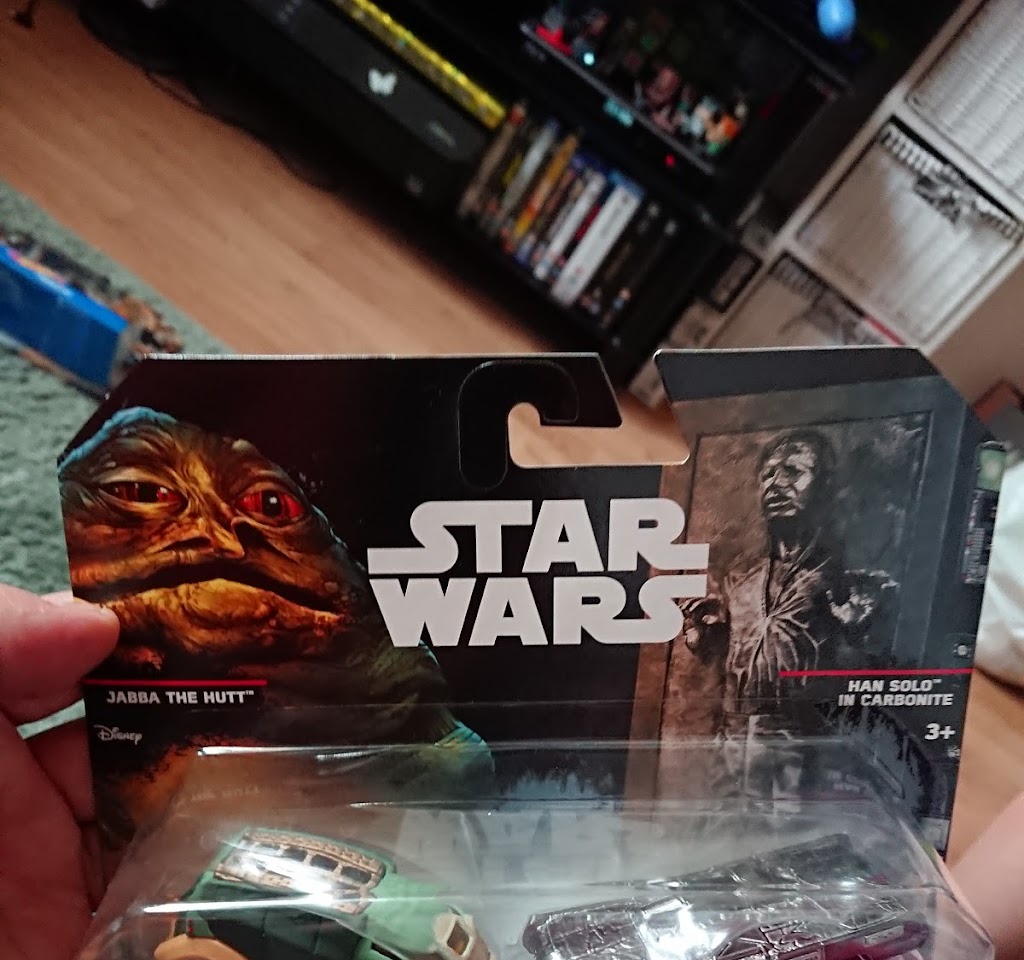 STAR
WARS
JABBA THE HUTT™
Disney
HAN SOLO™
IN CARBONITE
3+